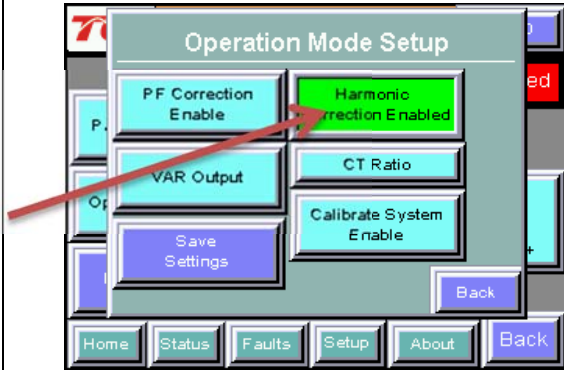 Operation Mode Setup
PF Correction
Enable
Harmonic
rrection Enabled
ed
P.
VAR Output
CT Ratio
Op
Calibrate System
Enable
Save
Settings
+
Back
Home
Status
Faults
Setup
About
Back